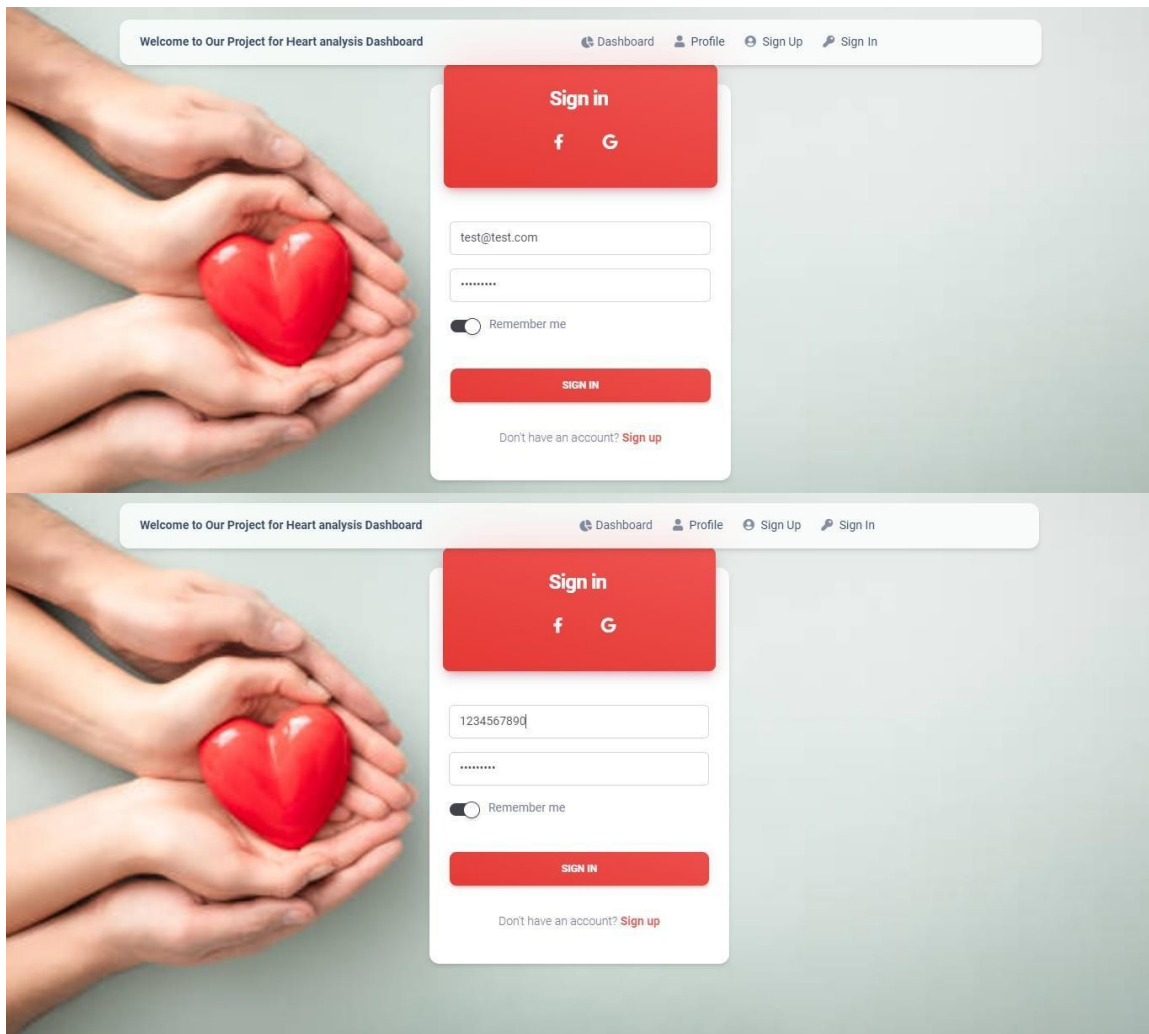 Welcome to Our Project for Heart analysis Dashboard Dashboard Profile Sign Up Sign In
Sign in
f G
test@test.com
•••••••••
Remember me
SIGN IN
Don't have an account? Sign up
Welcome to Our Project for Heart analysis Dashboard Dashboard Profile Sign Up Sign In
Sign in
f G
1234567890
•••••••••
Remember me
SIGN IN
Don't have an account? Sign up